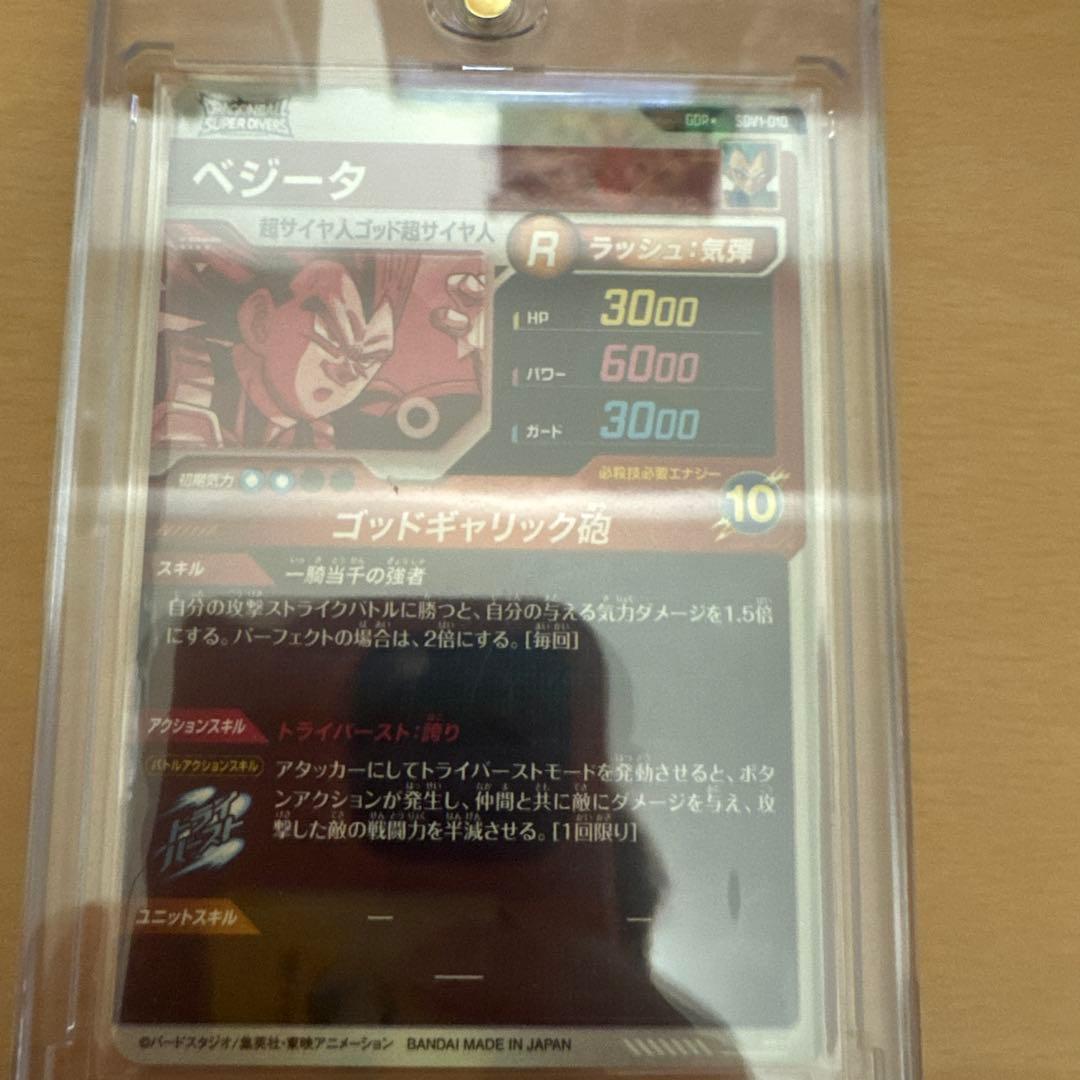 DRAGONBALL
SUPER DIVERS
GDR★ SDV1-010
ベジータ
超サイヤ人ゴッド超サイヤ人
R ラッシュ:気弾
HP 3000
パワー 6000
ガード 3000
初期気力
必殺技必要エナジー
10
ゴッドギャリック砲
スキル
一騎当千の強者
自分の攻撃ストライクバトルに勝つと、自分の与える気力ダメージを1.5倍
にする。パーフェクトの場合は、2倍にする。[毎回]
アクションスキル
トライバースト:誇り
バトルアクションスキル
アタッカーにしてトライバーストモードを発動させると、ボタ
ンアクションが発生し、仲間と共に敵にダメージを与え、攻
撃した敵の戦闘力を半減させる。[1回限り]
トライ
バースト
ユニットスキル
— —
—
©バードスタジオ/集英社・東映アニメーション BANDAI MADE IN JAPAN